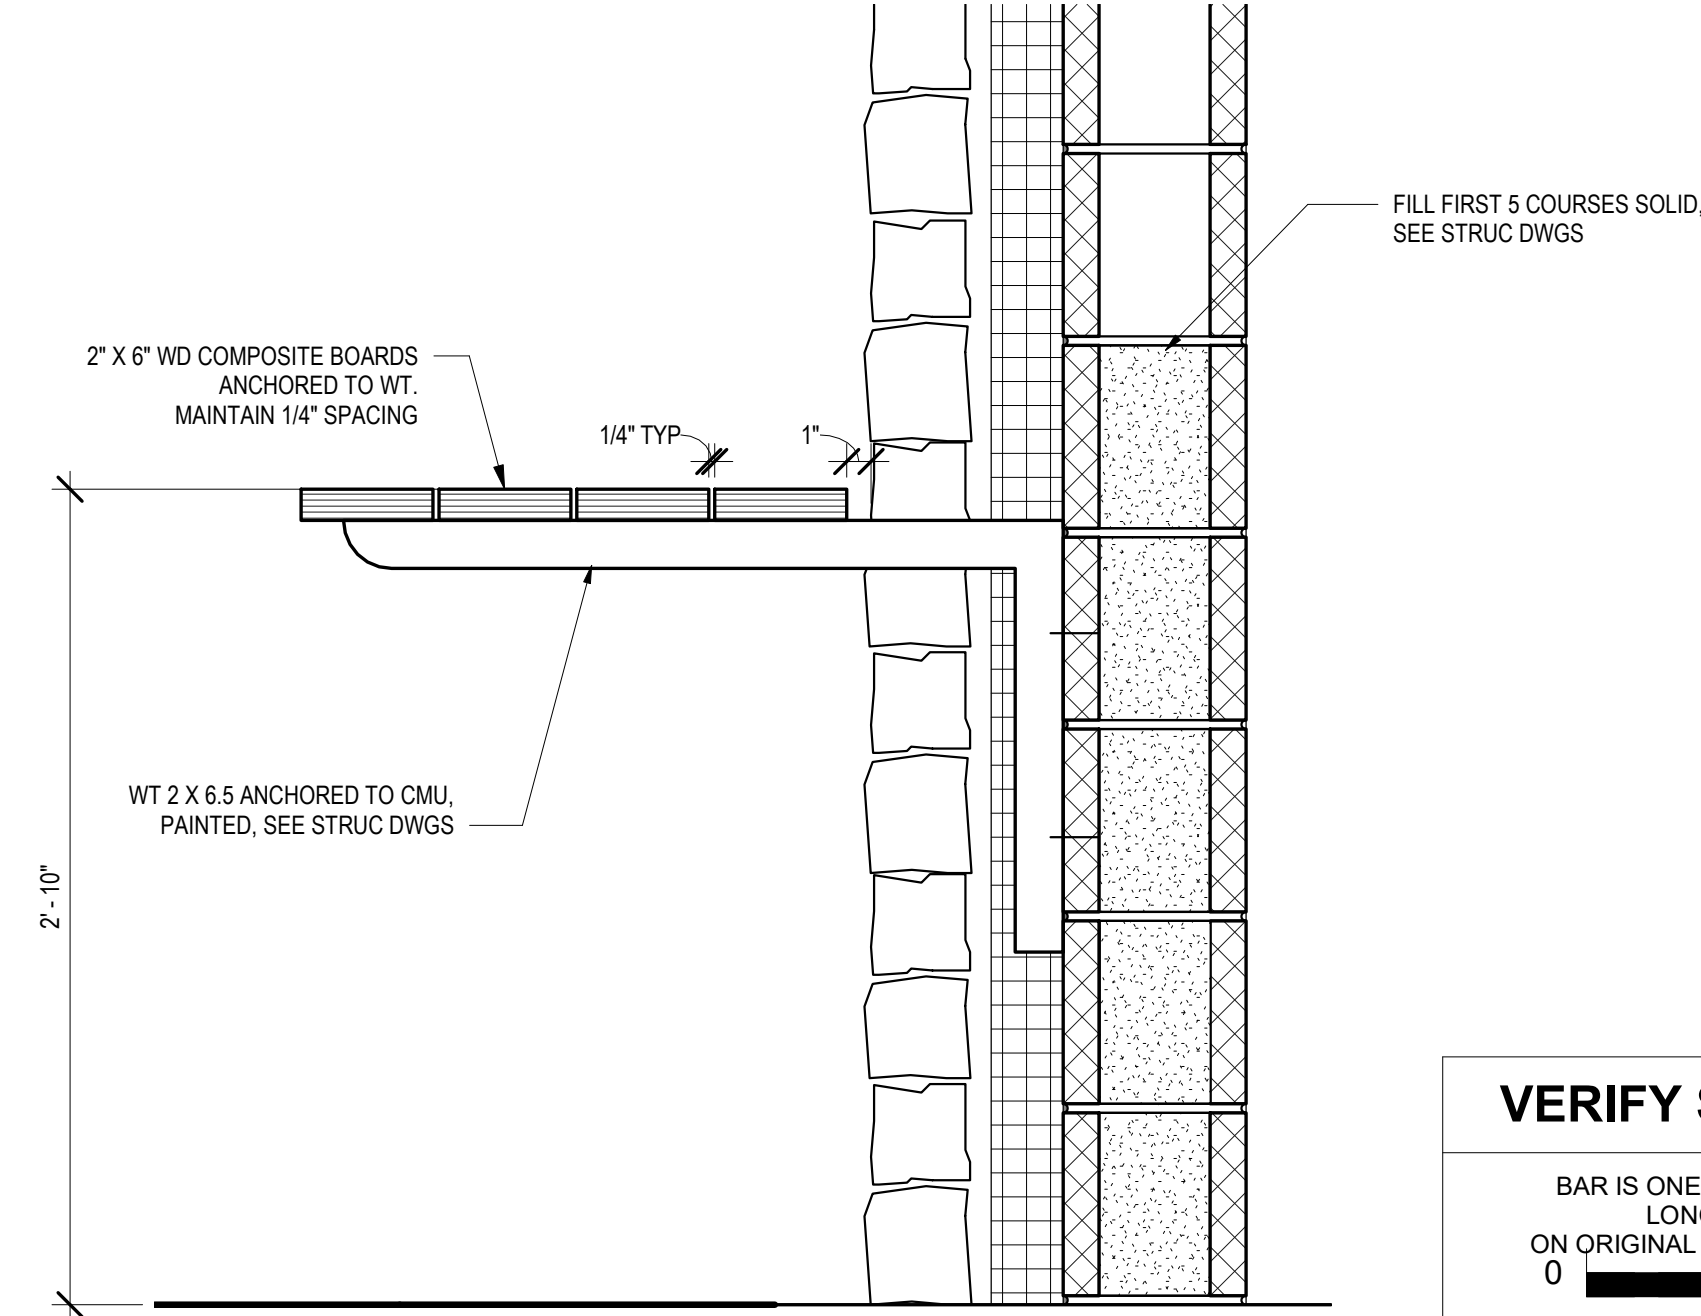 FILL FIRST 5 COURSES SOLID,
SEE STRUC DWGS
2" X 6" WD COMPOSITE BOARDS
ANCHORED TO WT.
MAINTAIN 1/4" SPACING
1/4" TYP
1"
WT 2 X 6.5 ANCHORED TO CMU,
PAINTED, SEE STRUC DWGS
2' - 10"
VERIFY
BAR IS ONE
ON ORIGINAL
0